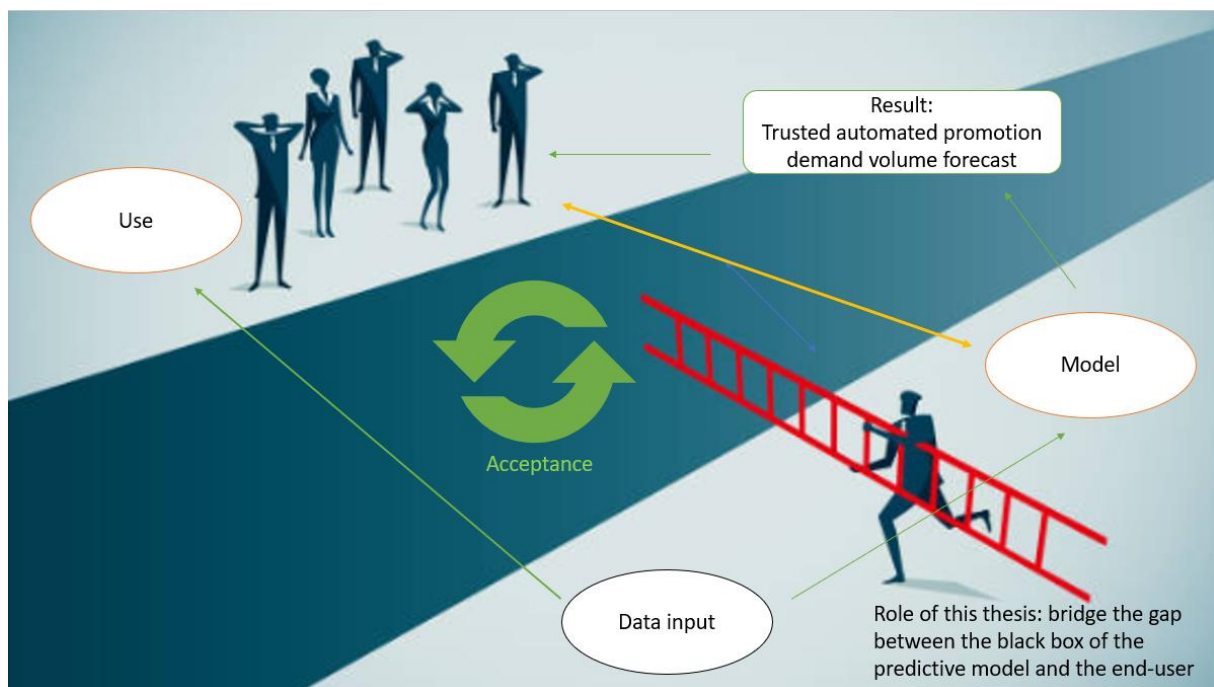 Result:
Trusted automated promotion
demand volume forecast
Use
Model
Acceptance
Data input
Role of this thesis: bridge the gap
between the black box of the
predictive model and the end-user